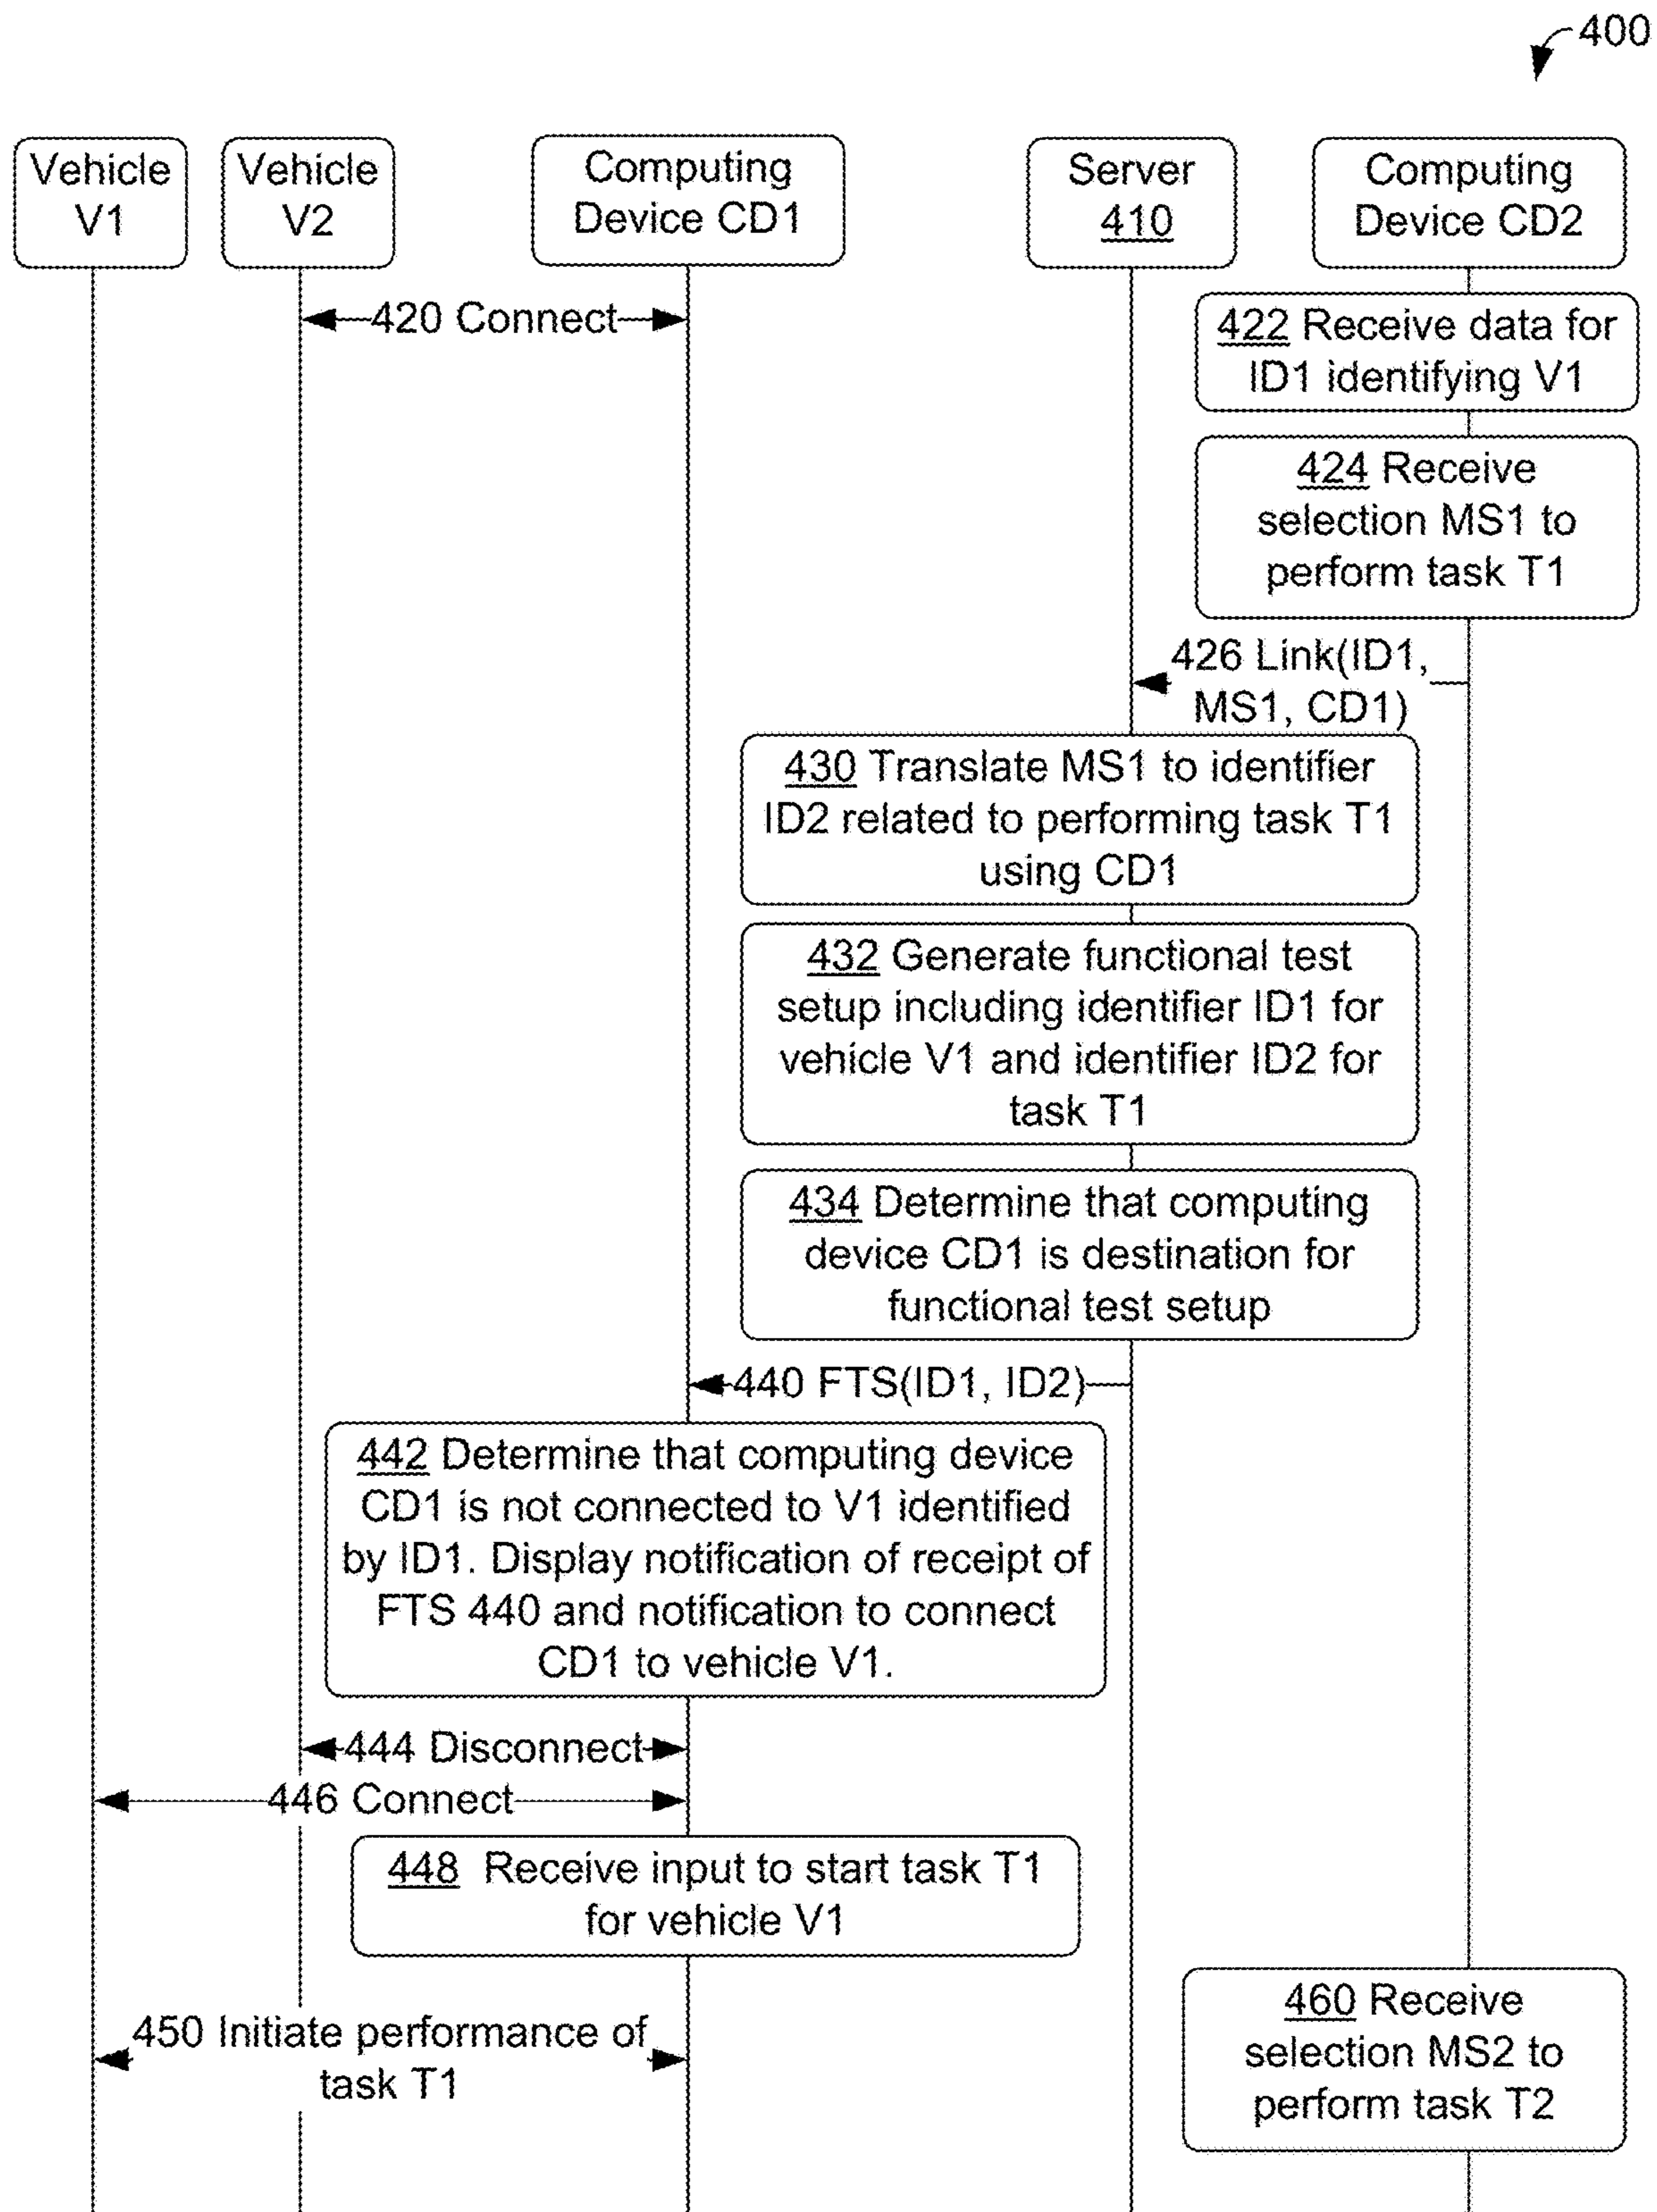 400
Vehicle
V1
Vehicle
V2
Computing
Device CD1
Server
410
Computing
Device CD2
420 Connect
422 Receive data for
ID1 identifying V1
424 Receive
selection MS1 to
perform task T1
426 Link(ID1,
MS1, CD1)
430 Translate MS1 to identifier
ID2 related to performing task T1
using CD1
432 Generate functional test
setup including identifier ID1 for
vehicle V1 and identifier ID2 for
task T1
434 Determine that computing
device CD1 is destination for
functional test setup
440 FTS(ID1, ID2)
442 Determine that computing device
CD1 is not connected to V1 identified
by ID1. Display notification of receipt of
FTS 440 and notification to connect
CD1 to vehicle V1.
444 Disconnect
446 Connect
448 Receive input to start task T1
for vehicle V1
450 Initiate performance of
task T1
460 Receive
selection MS2 to
perform task T2